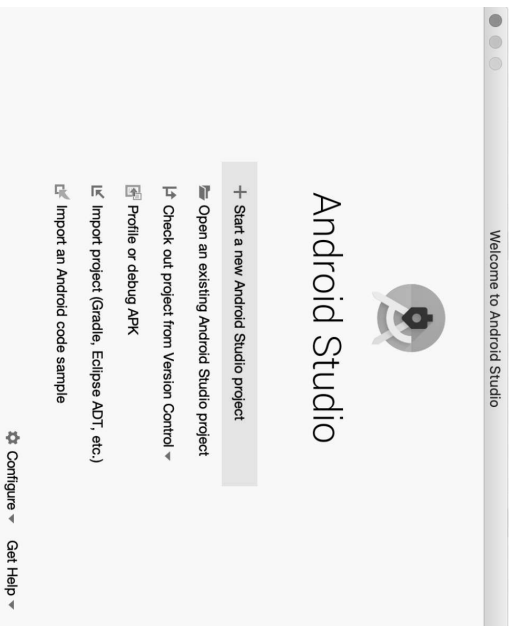 Welcome to Android Studio
Android Studio
Start a new Android Studio project
Open an existing Android Studio project
Check out project from Version Control
Profile or debug APK
Import project (Gradle, Eclipse ADT, etc.)
Import an Android code sample
Configure Get Help